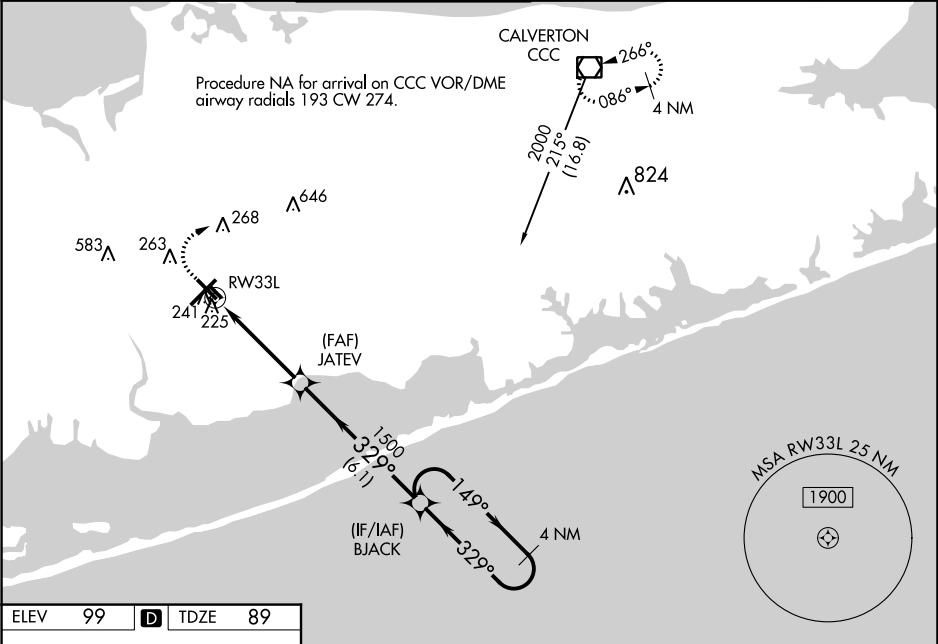 CALVERTON
CCC
266°
086°
4 NM
Procedure NA for arrival on CCC VOR/DME
airway radials 193 CW 274.
2000
215°
(16.8)
824
646
268
583
263
RW33L
241
225
(FAF)
JATEV
1500
329°
(6.1)
149°
(IF/IAF)
BJACK
329°
4 NM
MSA RW33L 25 NM
1900
ELEV 99 D TDZE 89